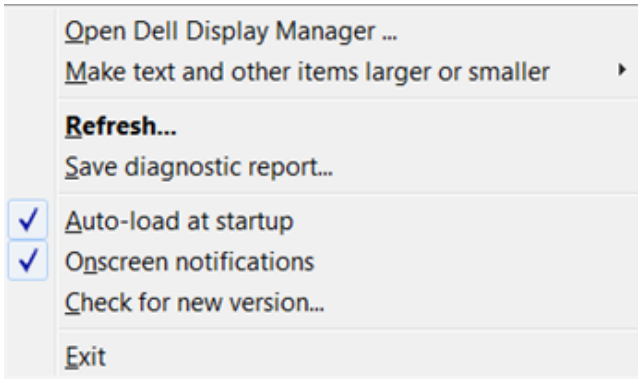 Open Dell Display Manager ...
Make text and other items larger or smaller
Refresh...
Save diagnostic report...
Auto-load at startup
Onscreen notifications
Check for new version...
Exit